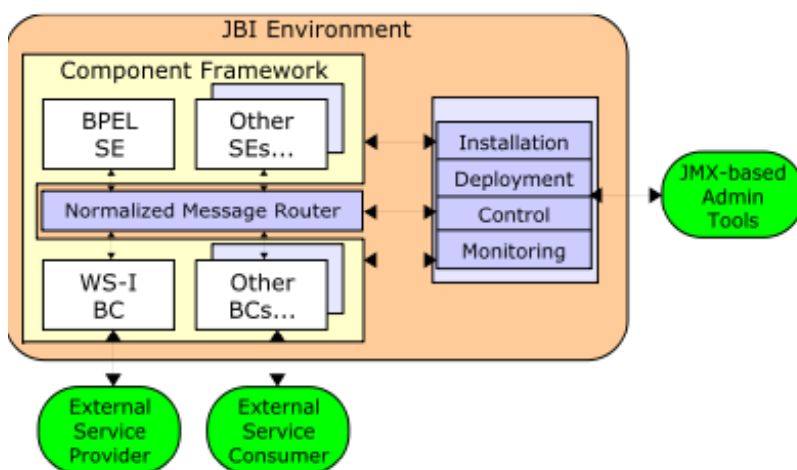 JBI Environment
Component Framework
BPEL
SE
Other
SEs...
Normalized Message Router
WS-I
BC
Other
BCs...
Installation
Deployment
Control
Monitoring
JMX-based
Admin
Tools
External
Service
Provider
External
Service
Consumer